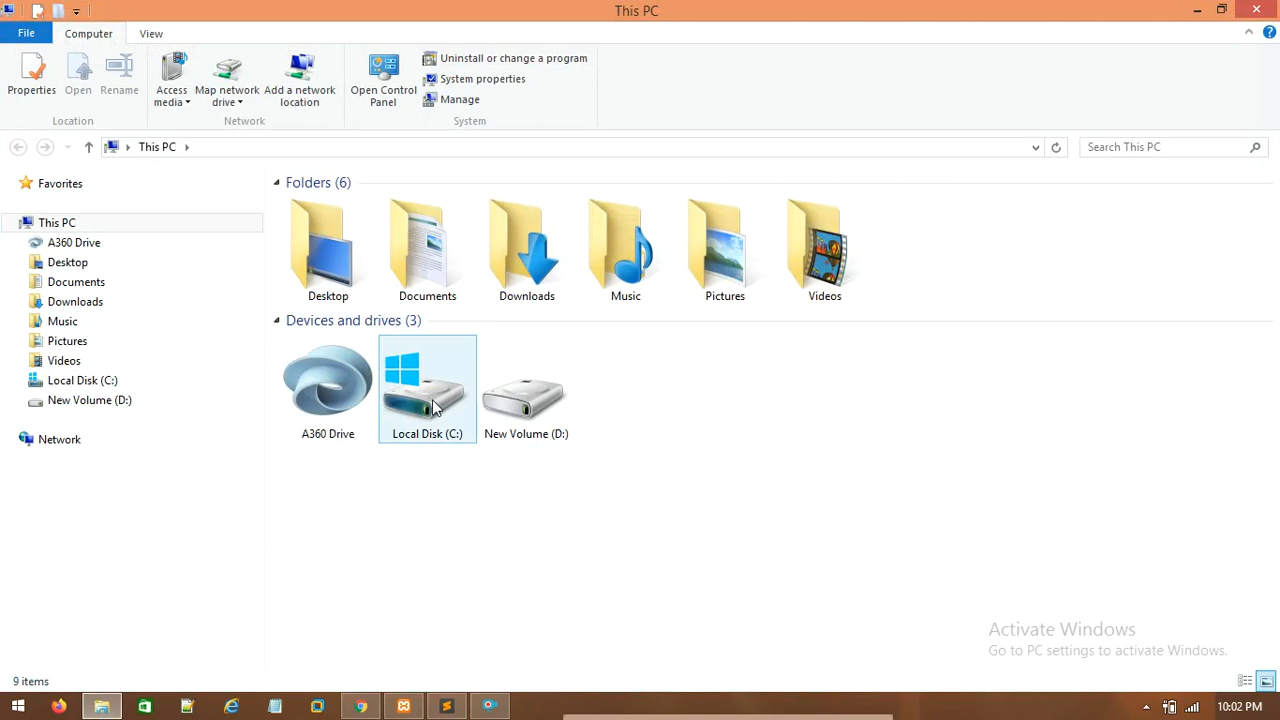 This PC
File
Computer
View
Properties
Open
Rename
Access media
Map network drive
Add a network location
Open Control Panel
Uninstall or change a program
System properties
Manage
Location
Network
System
This PC
Search This PC
Favorites
This PC
A360 Drive
Desktop
Documents
Downloads
Music
Pictures
Videos
Local Disk (C:)
New Volume (D:)
Network
Folders (6)
Desktop
Documents
Downloads
Music
Pictures
Videos
Devices and drives (3)
A360 Drive
Local Disk (C:)
New Volume (D:)
Activate Windows
Go to PC settings to activate Windows.
9 items
10:02 PM